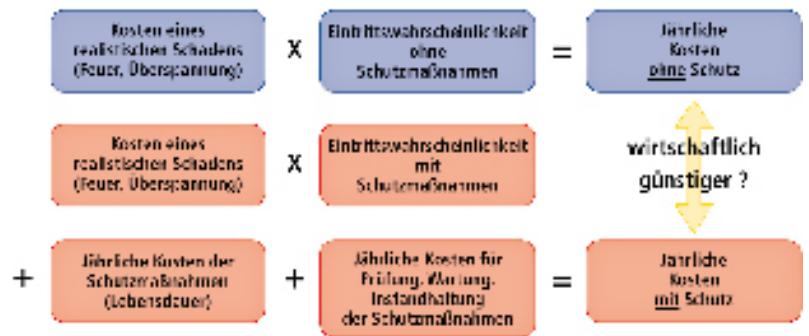 Kosten eines
realistischen Schadens
(Feuer, Überspannung)
X
Eintrittswahrscheinlichkeit
ohne
Schutzmaßnahmen
=
Jährliche
Kosten
ohne Schutz
Kosten eines
realistischen Schadens
(Feuer, Überspannung)
X
Eintrittswahrscheinlichkeit
mit
Schutzmaßnahmen
wirtschaftlich
günstiger ?
+
Jährliche Kosten der
Schutzmaßnahmen
(Lebensdauer)
+
Jährliche Kosten für
Prüfung, Wartung,
Instandhaltung
der Schutzmaßnahmen
=
Jährliche
Kosten
mit Schutz